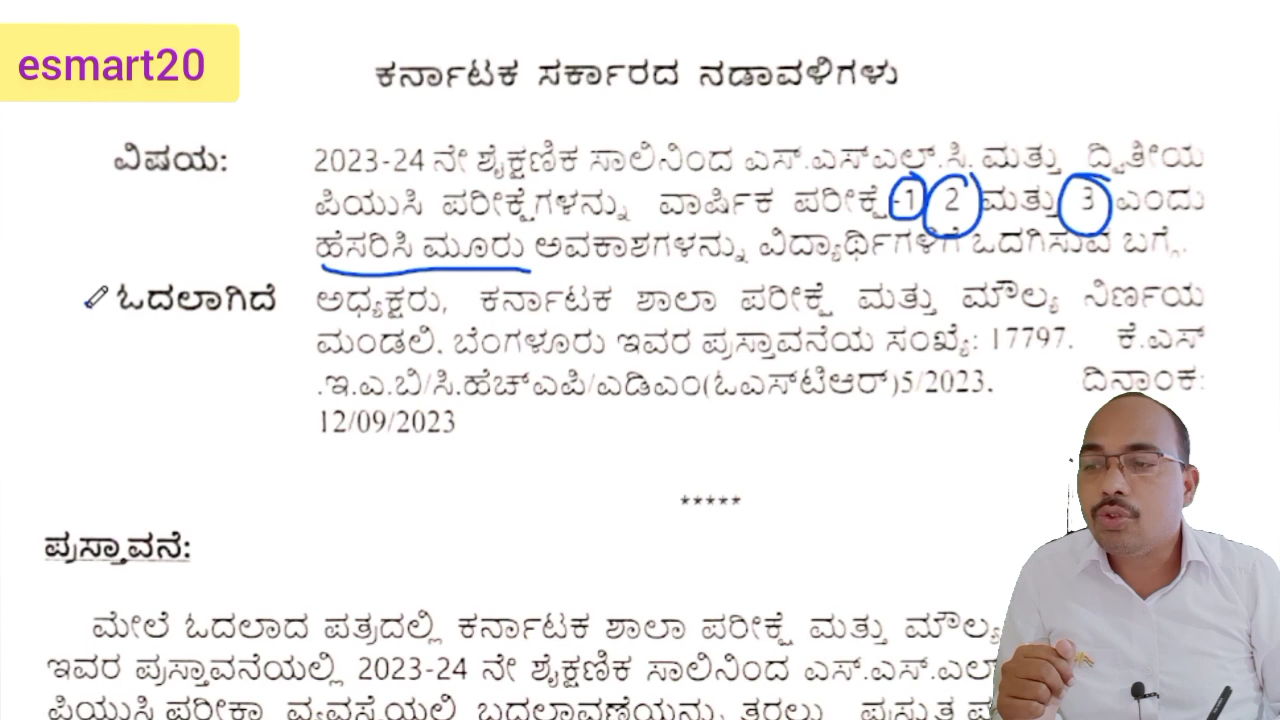 esmart20
ಕರ್ನಾಟಕ ಸರ್ಕಾರದ ನಡಾವಳಿಗಳು
ವಿಷಯ: 2023-24 ನೇ ಶೈಕ್ಷಣಿಕ ಸಾಲಿನಿಂದ ಎಸ್.ಎಸ್ಎಲ್.ಸಿ. ಮತ್ತು ದ್ವಿತೀಯ
ಪಿಯುಸಿ ಪರೀಕ್ಷೆಗಳನ್ನು ವಾರ್ಷಿಕ ಪರೀಕ್ಷೆ-1 2 ಮತ್ತು 3 ಎಂದು
ಹೆಸರಿಸಿ ಮೂರು ಅವಕಾಶಗಳನ್ನು ವಿದ್ಯಾರ್ಥಿಗಳಿಗೆ ಒದಗಿಸುವ ಬಗ್ಗೆ.
ಓದಲಾಗಿದೆ ಅಧ್ಯಕ್ಷರು, ಕರ್ನಾಟಕ ಶಾಲಾ ಪರೀಕ್ಷೆ ಮತ್ತು ಮೌಲ್ಯ ನಿರ್ಣಯ
ಮಂಡಲಿ. ಬೆಂಗಳೂರು ಇವರ ಪ್ರಸ್ತಾವನೆಯ ಸಂಖ್ಯೆ: 17797. ಕೆ.ಎಸ್
.ಇ.ಎ.ಬಿ/ಸಿ.ಹೆಚ್ಎಪಿ/ಎಡಿಎಂ(ಓಎಸ್‌ಟಿಆರ್)5/2023. ದಿನಾಂಕ:
12/09/2023
*****
ಪ್ರಸ್ತಾವನೆ:
ಮೇಲೆ ಓದಲಾದ ಪತ್ರದಲ್ಲಿ ಕರ್ನಾಟಕ ಶಾಲಾ ಪರೀಕ್ಷೆ ಮತ್ತು ಮೌಲ್ಯ
ಇವರ ಪ್ರಸ್ತಾವನೆಯಲ್ಲಿ 2023-24 ನೇ ಶೈಕ್ಷಣಿಕ ಸಾಲಿನಿಂದ ಎಸ್.ಎಸ್.ಎಲ್
ಪಿಯುಸಿ ಪರೀಕ್ಷಾ ವ್ಯವಸ್ಥೆಯಲ್ಲಿ ಬದಲಾವಣೆಯನ್ನು ತರಲು ಪ್ರಸ್ತುತ